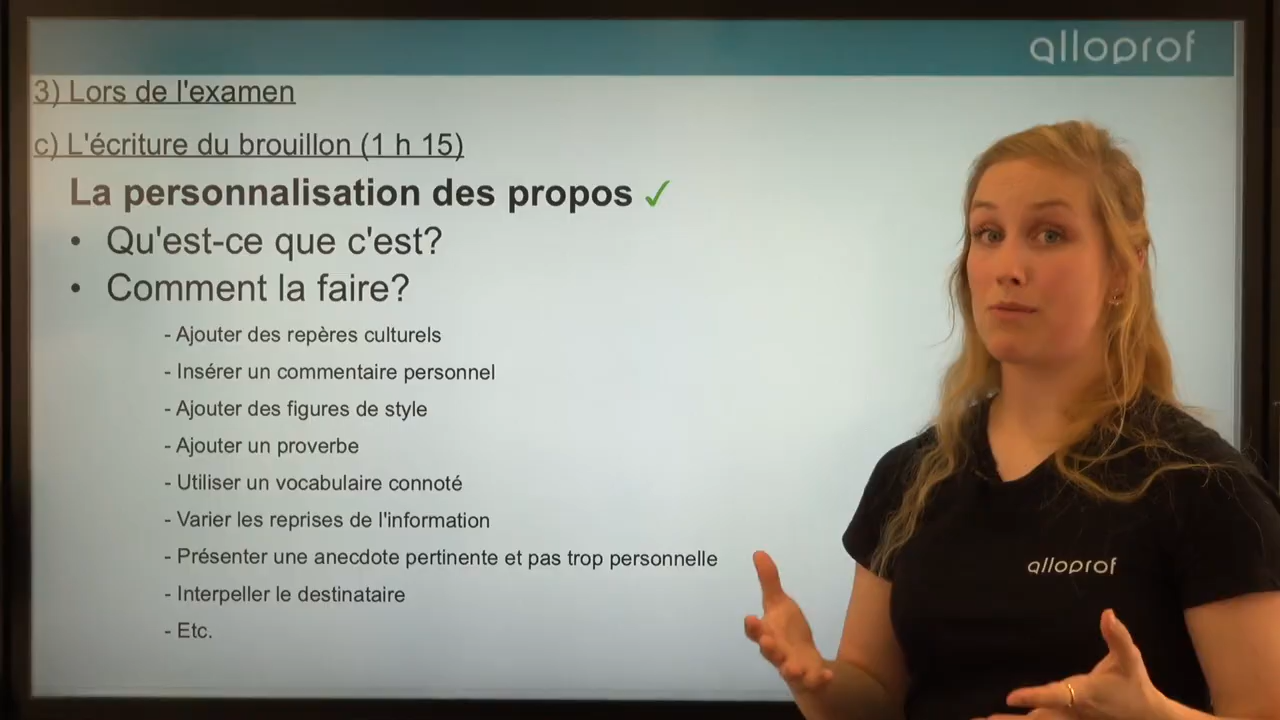 alloprof
3) Lors de l'examen
c) L'écriture du brouillon (1 h 15)
La personnalisation des propos ✓
• Qu'est-ce que c'est?
• Comment la faire?
- Ajouter des repères culturels
- Insérer un commentaire personnel
- Ajouter des figures de style
- Ajouter un proverbe
- Utiliser un vocabulaire connoté
- Varier les reprises de l'information
- Présenter une anecdote pertinente et pas trop personnelle
- Interpeller le destinataire
- Etc.
alloprof